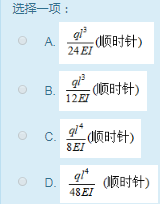 选择一项：
A. ql³/24EI (顺时针)
B. ql³/12EI (顺时针)
C. ql⁴/8EI (顺时针)
D. ql⁴/48EI (顺时针)